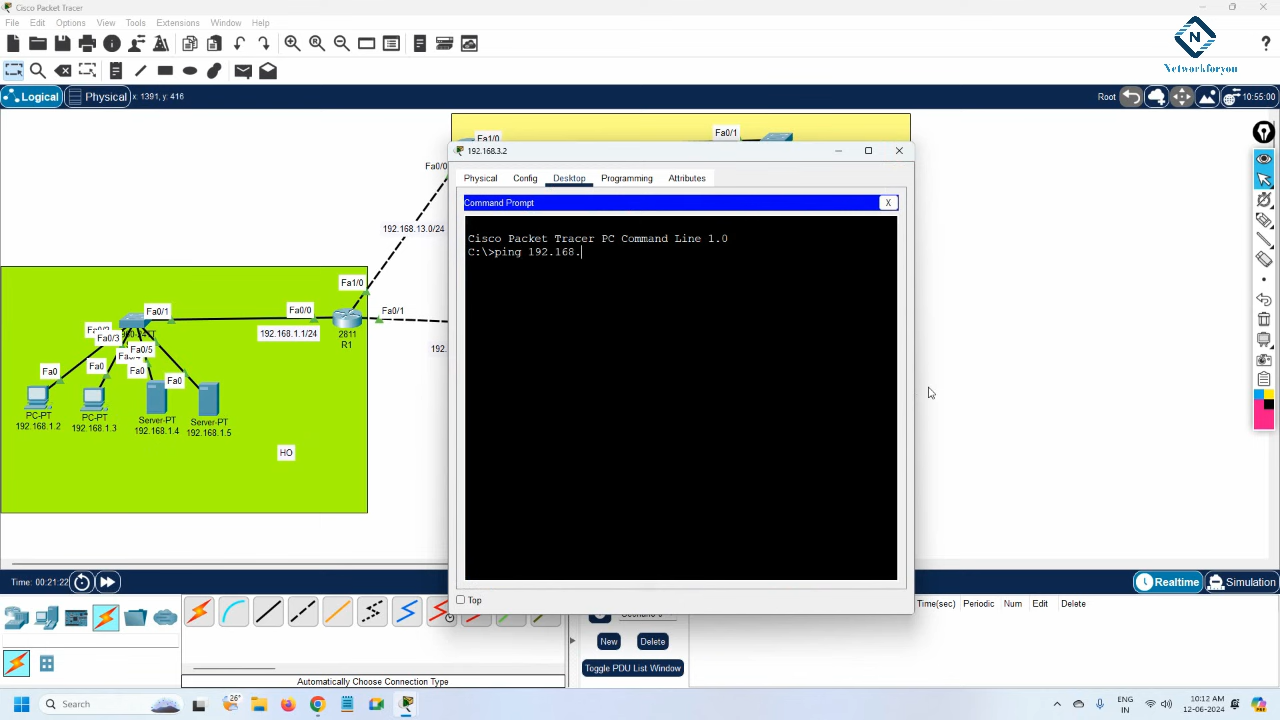 Cisco Packet Tracer
File Edit Options View Tools Extensions Window Help
N
Networkforyou
?
Logical
Physical
x: 1391, y: 416
Root
10:55:00
Fa1/0
Fa0/1
Fa0/0
192.168.13.0/24
Fa1/0
Fa0/1
Fa0/0
Fa0/1
192.168.1.1/24
2811
R1
192.
Fa0/3
Fa0/5
Fa0
Fa0
Fa0
Fa0
PC-PT
192.168.1.2
PC-PT
192.168.1.3
Server-PT
192.168.1.4
Server-PT
192.168.1.5
HO
192.168.3.2
Physical Config Desktop Programming Attributes
Command Prompt
X
Cisco Packet Tracer PC Command Line 1.0
C:\>ping 192.168.
Top
Time: 00:21:22
Realtime
Simulation
Time(sec) Periodic Num Edit Delete
New
Delete
Toggle PDU List Window
Automatically Choose Connection Type
Search
26°
ENG
IN
10:12 AM
12-06-2024